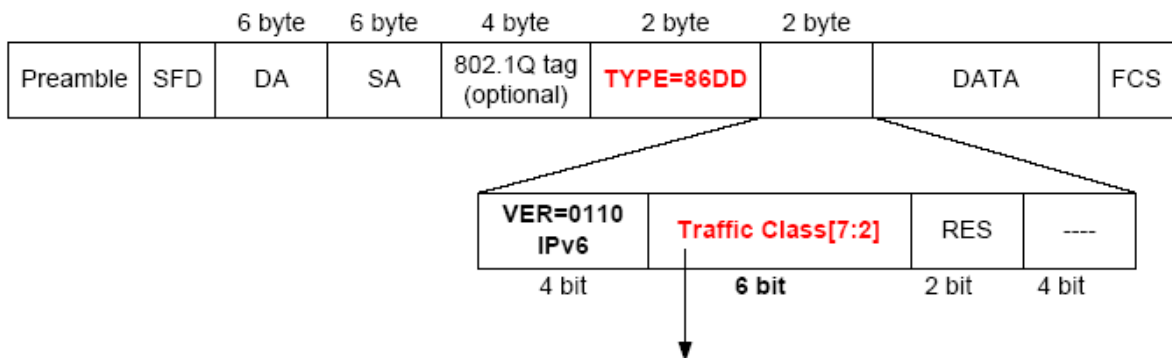 6 byte 6 byte 4 byte 2 byte 2 byte
Preamble SFD DA SA 802.1Q tag (optional) TYPE=86DD DATA FCS
VER=0110 IPv6 Traffic Class[7:2] RES ----
4 bit 6 bit 2 bit 4 bit